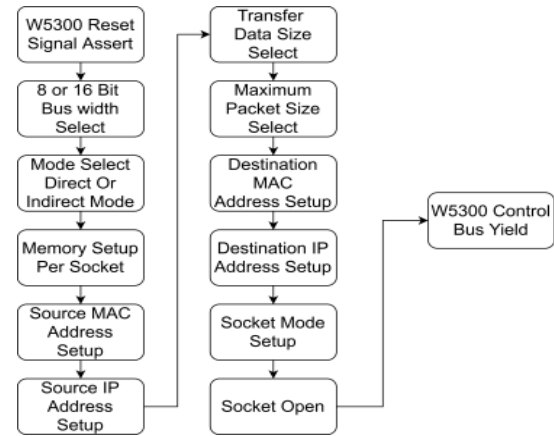 W5300 Reset
Signal Assert
8 or 16 Bit
Bus width
Select
Mode Select
Direct Or
Indirect Mode
Memory Setup
Per Socket
Source MAC
Address
Setup
Source IP
Address
Setup
Transfer
Data Size
Select
Maximum
Packet Size
Select
Destination
MAC
Address Setup
Destination IP
Address Setup
Socket Mode
Setup
Socket Open
W5300 Control
Bus Yield